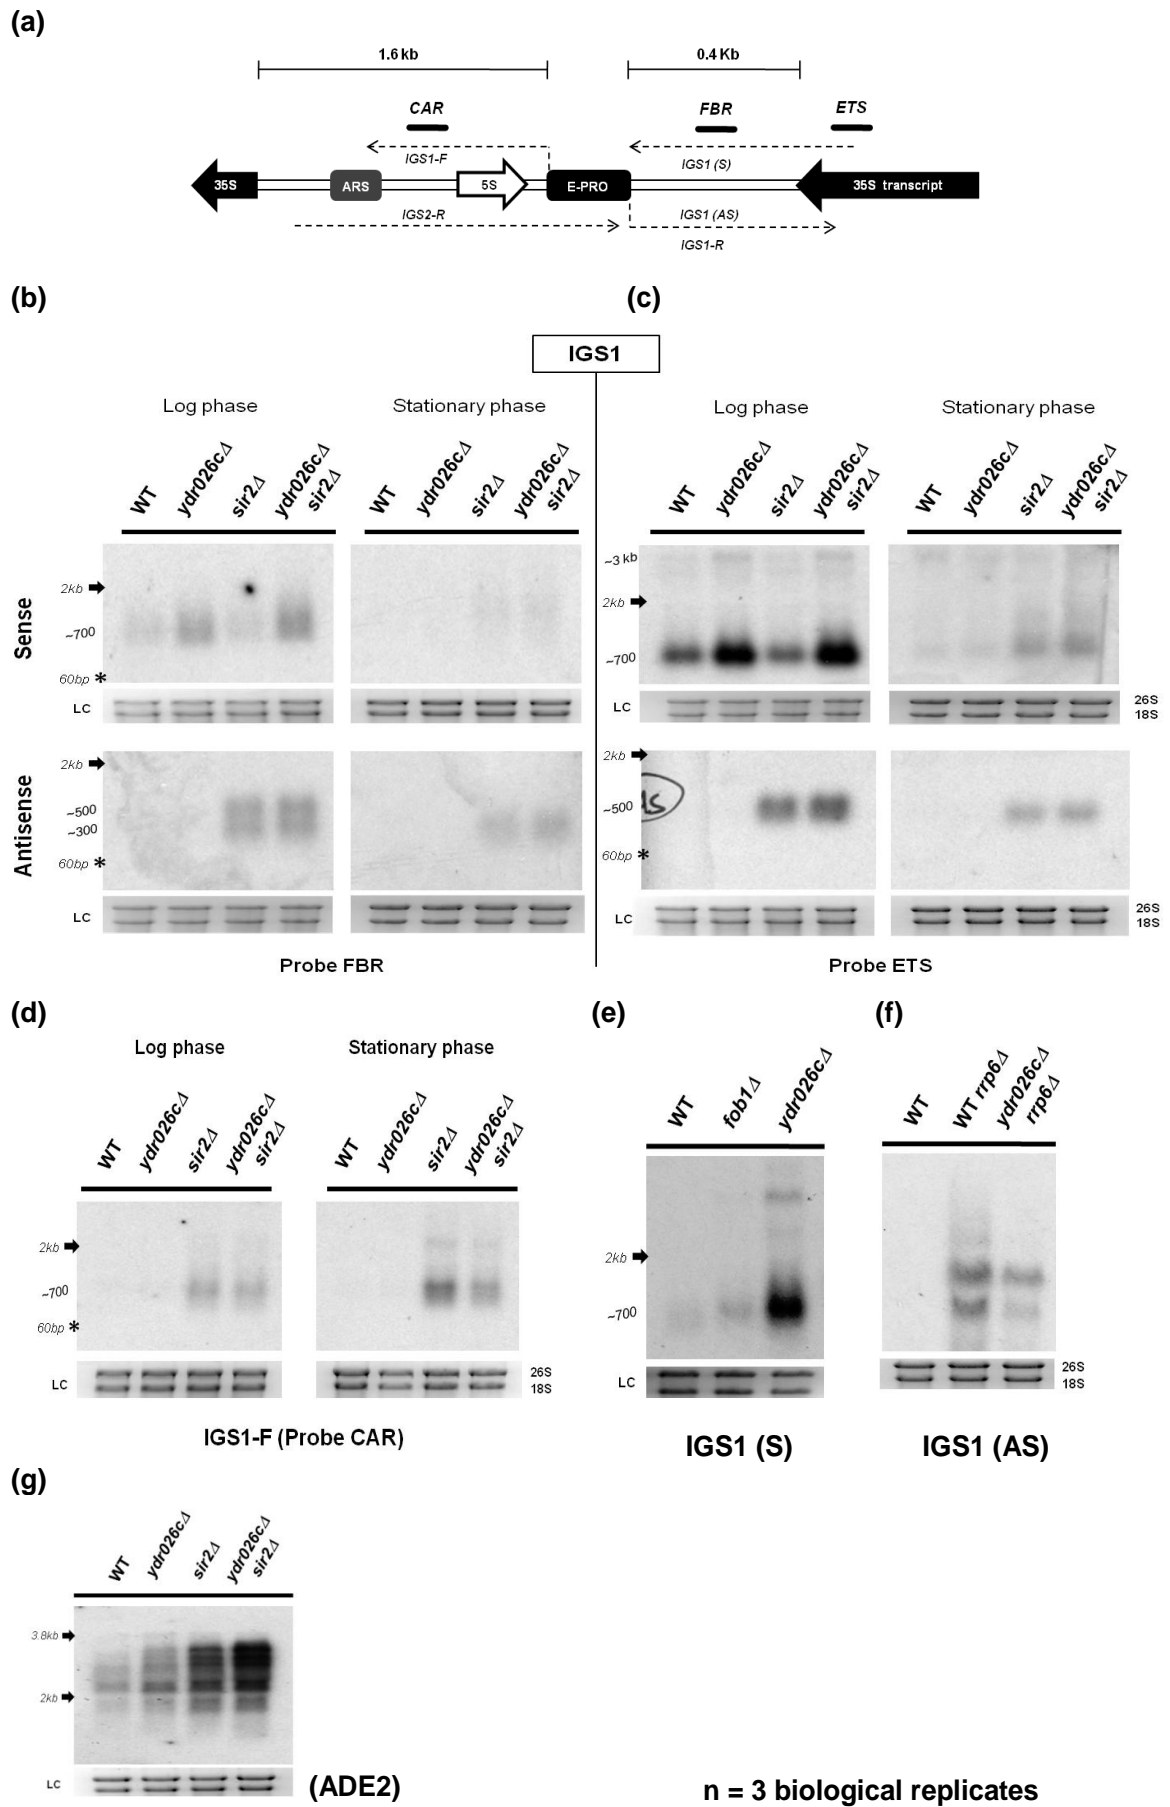 (a)
1.6 kb
0.4 Kb
CAR
FBR
ETS
IGS1-F
IGS1 (S)
35S
ARS
5S
E-PRO
35S transcript
IGS2-R
IGS1 (AS)
IGS1-R
(b)
(c)
IGS1
Log phase
Stationary phase
Log phase
Stationary phase
WT
ydr026cΔ
sir2Δ
ydr026cΔ
sir2Δ
WT
ydr026cΔ
sir2Δ
ydr026cΔ
sir2Δ
WT
ydr026cΔ
sir2Δ
ydr026cΔ
sir2Δ
WT
ydr026cΔ
sir2Δ
ydr026cΔ
sir2Δ
Sense
2kb
~700
60bp *
LC
~3 kb
2kb
~700
LC
26S
18S
Antisense
2kb
~500
~300
60bp *
LC
2kb
~500
60bp *
LC
26S
18S
Probe FBR
Probe ETS
(d)
Log phase
Stationary phase
WT
ydr026cΔ
sir2Δ
ydr026cΔ
sir2Δ
WT
ydr026cΔ
sir2Δ
ydr026cΔ
sir2Δ
2kb
~700
60bp *
LC
26S
18S
IGS1-F (Probe CAR)
(e)
WT
fob1Δ
ydr026cΔ
2kb
~700
LC
IGS1 (S)
(f)
WT
WT rrp6Δ
ydr026cΔ
rrp6Δ
26S
18S
IGS1 (AS)
(g)
WT
ydr026cΔ
sir2Δ
ydr026cΔ
sir2Δ
3.8kb
2kb
LC
(ADE2)
n = 3 biological replicates